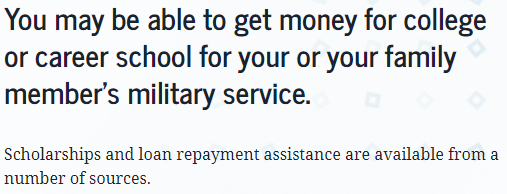 You may be able to get money for college
or career school for your or your family
member's military service.
Scholarships and loan repayment assistance are available from a
number of sources.